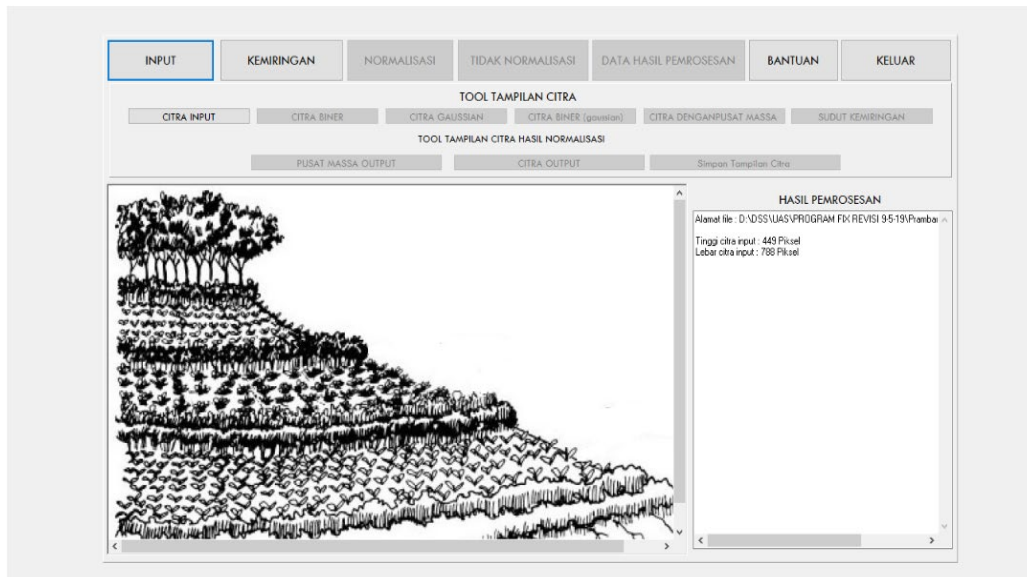 INPUT KEMIRINGAN NORMALISASI TIDAK NORMALISASI DATA HASIL PEMROSESAN BANTUAN KELUAR
TOOL TAMPILAN CITRA
CITRA INPUT CITRA BINER CITRA GAUSSIAN CITRA BINER (gaussian) CITRA DENGANPUSAT MASSA SUDUT KEMIRINGAN
TOOL TAMPILAN CITRA HASIL NORMALISASI
PUSAT MASSA OUTPUT CITRA OUTPUT Simpan Tampilan Citra
HASIL PEMROSESAN
Alamat file : D:\DSS\UAS\PROGRAM FIX REVISI 9-5-19\Pramba
Tinggi citra input : 449 Piksel
Lebar citra input : 788 Piksel